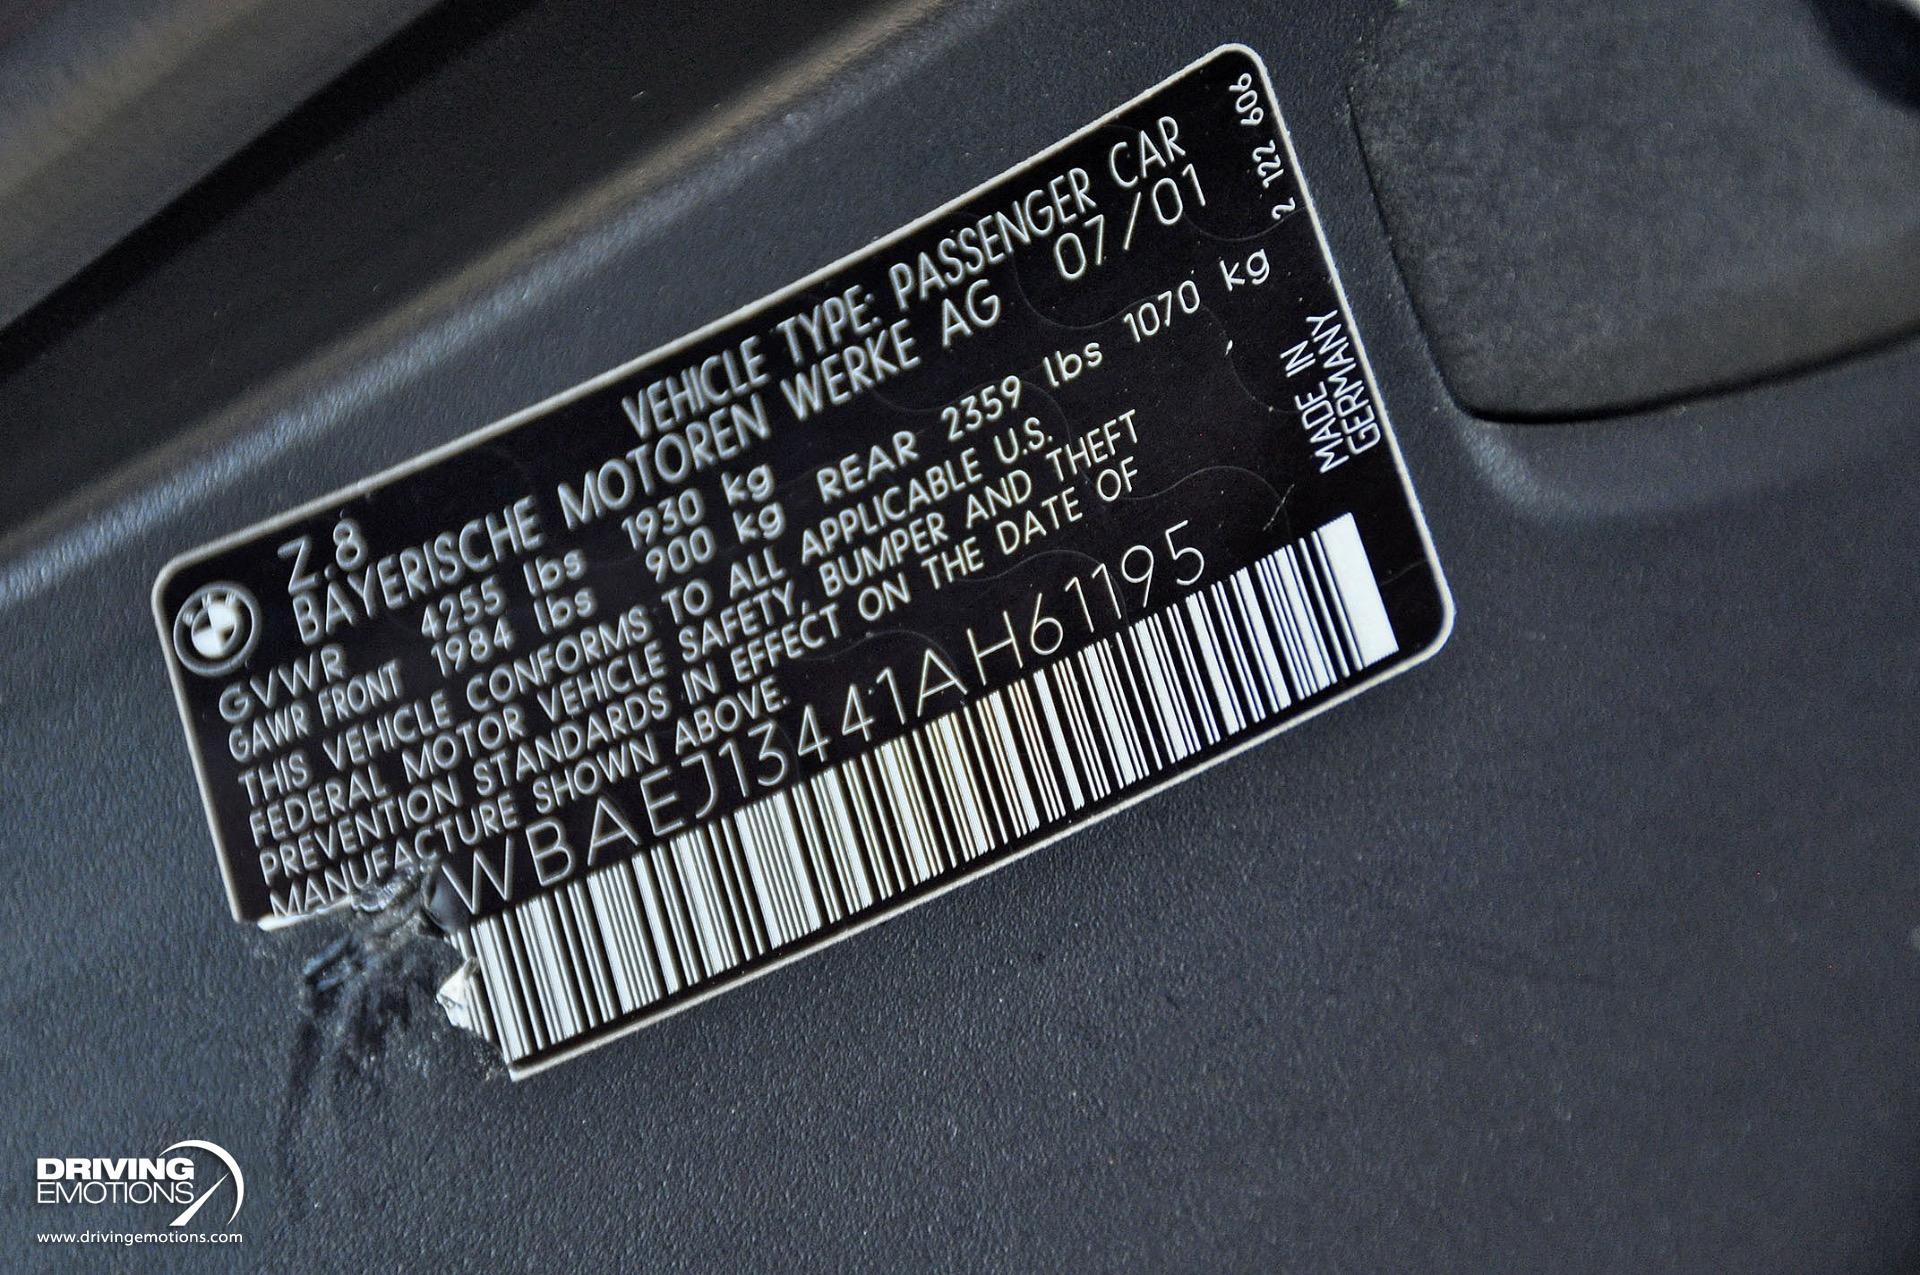 Z.8 VEHICLE TYPE: PASSENGER CAR
BAYERISCHE MOTOREN WERKE AG 07/01
GVWR 4255 lbs 1930 kg
GAWR FRONT 1984 lbs 900 kg REAR 2359 lbs 1070 kg
THIS VEHICLE CONFORMS TO ALL APPLICABLE U.S.
FEDERAL MOTOR VEHICLE SAFETY, BUMPER AND THEFT
PREVENTION STANDARDS IN EFFECT ON THE DATE OF
MANUFACTURE SHOWN ABOVE.
WBAEJ13441AH61195
2 122 606
MADE IN
GERMANY
DRIVING
EMOTIONS
www.drivingemotions.com